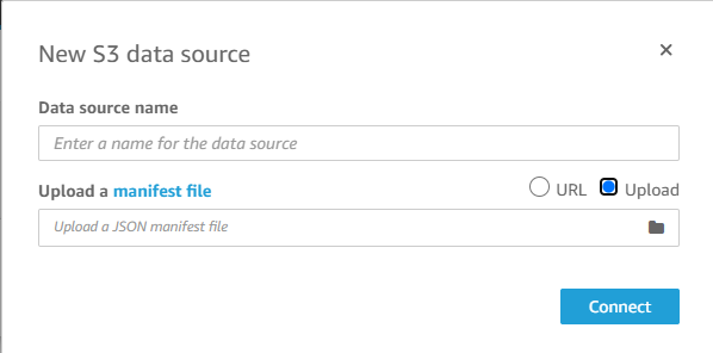 New S3 data source
Data source name
Enter a name for the data source
Upload a manifest file URL Upload
Upload a JSON manifest file
Connect